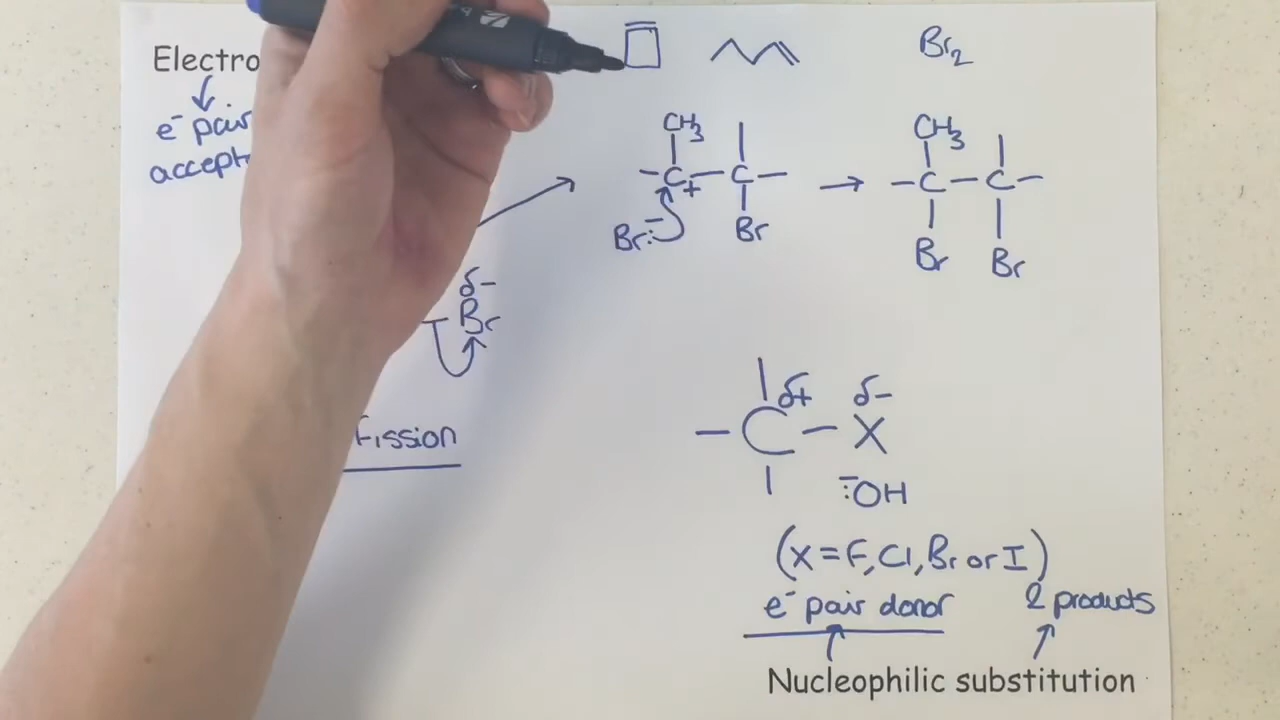 Electro
e⁻ pair
accept
Br₂
CH₃
-C+-C-
Br:⁻ Br
→
CH₃
-C-C-
Br Br
δ-
Br
Fission
δ+ δ-
-C-X
⁻:OH
(X=F,Cl,Br or I)
e⁻ pair donor
2 products
Nucleophilic substitution